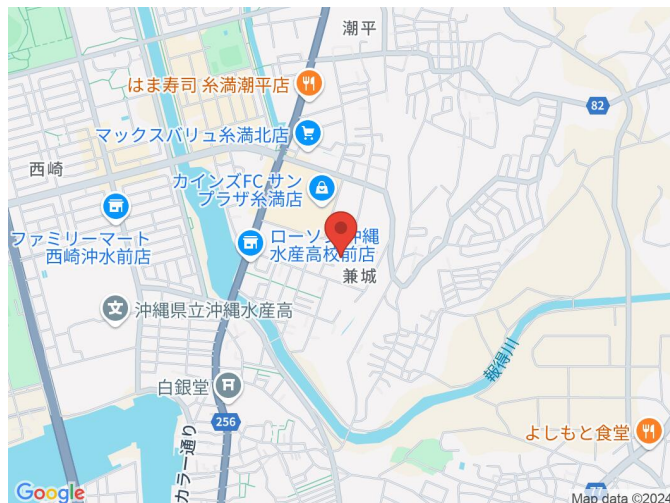 潮平
はま寿司 糸満潮平店
82
マックスバリュ糸満北店
西崎
カインズFC サン
プラザ糸満店
ファミリーマート
西崎沖水前店
ローソン沖縄
水産高校前店
兼城
沖縄県立沖縄水産高
報得川
白銀堂
256
カラー通り
よしもと食堂
77
Google
Map data ©2024